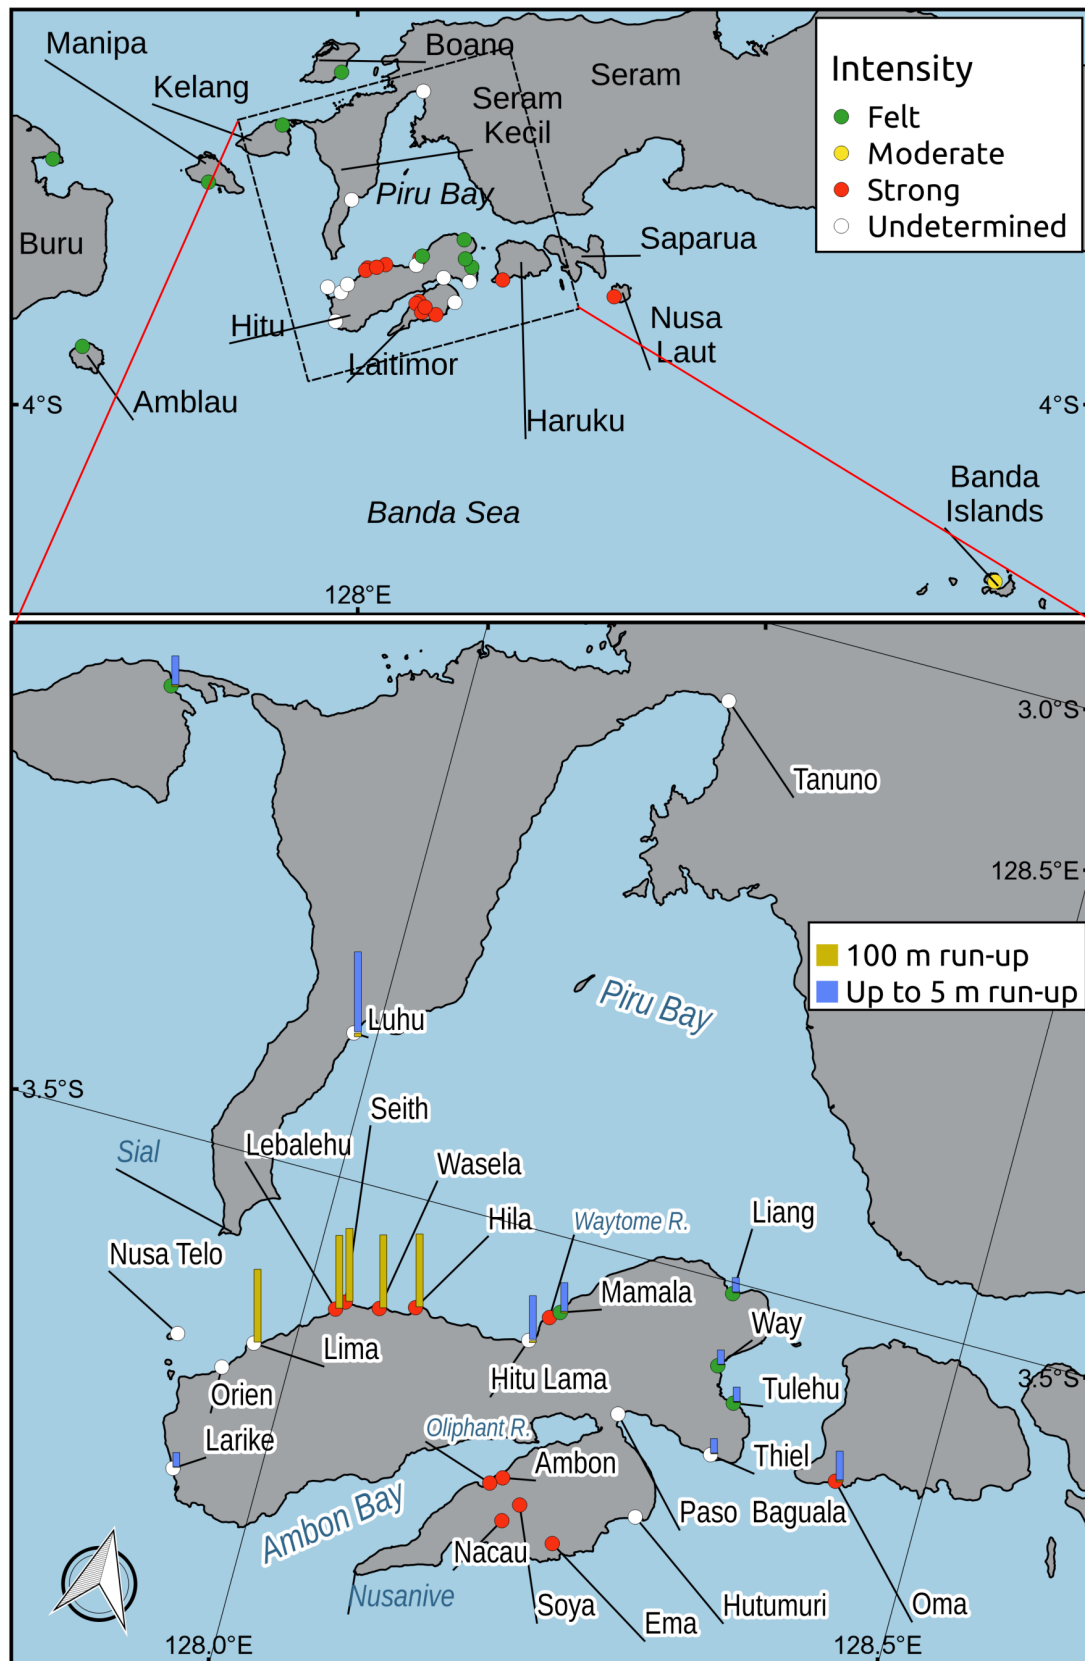 Manipa
Boano
Kelang
Seram
Seram
Kecil
Piru Bay
Buru
Saparua
Hitu
Nusa
Laut
Laitimor
Amblau
Haruku
4°S
4°S
Banda
Islands
Banda Sea
128°E
Intensity
Felt
Moderate
Strong
Undetermined
3.0°S
Tanuno
128.5°E
100 m run-up
Up to 5 m run-up
Piru Bay
Luhu
3.5°S
Seith
Lebalehu
Sial
Wasela
Hila
Waytome R.
Liang
Nusa Telo
Mamala
Way
Lima
Hitu Lama
3.5°S
Orien
Tulehu
Larike
Oliphant R.
Ambon
Thiel
Ambon Bay
Paso Baguala
Nacau
Nusanive
Soya
Ema
Hutumuri
Oma
128.0°E
128.5°E